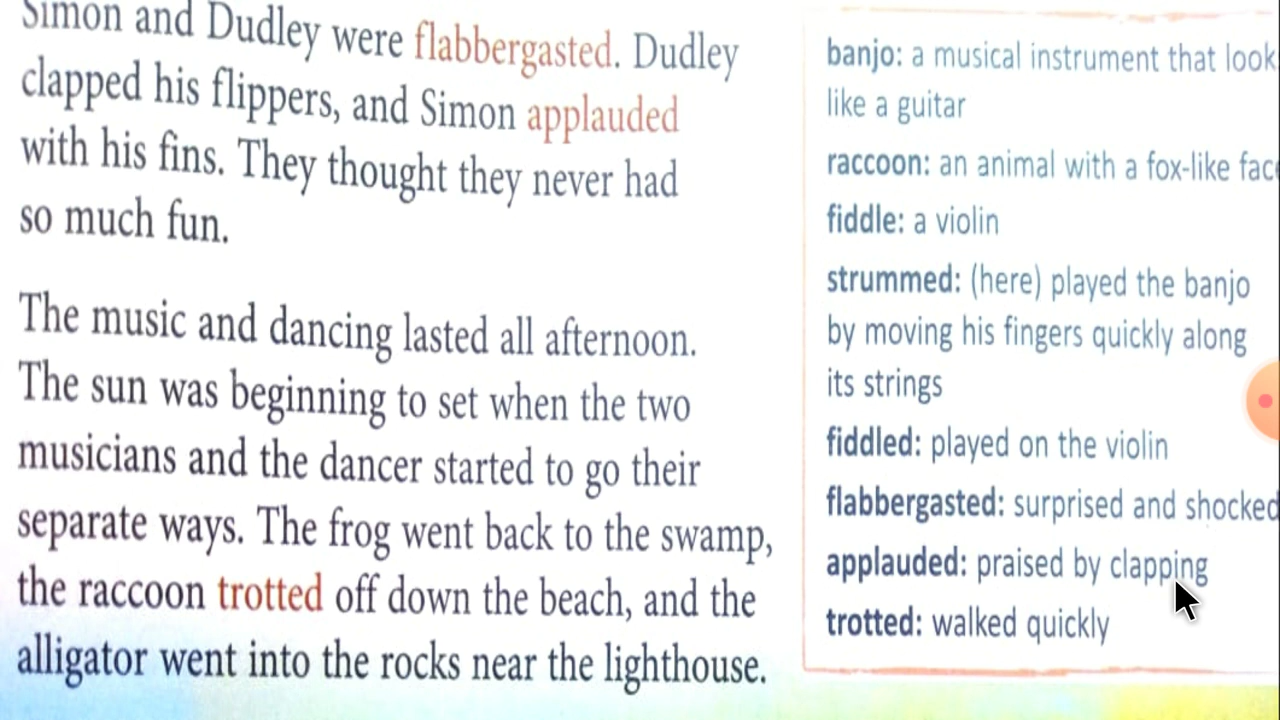 Simon and Dudley were flabbergasted. Dudley
clapped his flippers, and Simon applauded
with his fins. They thought they never had
so much fun.
The music and dancing lasted all afternoon.
The sun was beginning to set when the two
musicians and the dancer started to go their
separate ways. The frog went back to the swamp,
the raccoon trotted off down the beach, and the
alligator went into the rocks near the lighthouse.
banjo: a musical instrument that look
like a guitar
raccoon: an animal with a fox-like fac
fiddle: a violin
strummed: (here) played the banjo
by moving his fingers quickly along
its strings
fiddled: played on the violin
flabbergasted: surprised and shocked
applauded: praised by clapping
trotted: walked quickly